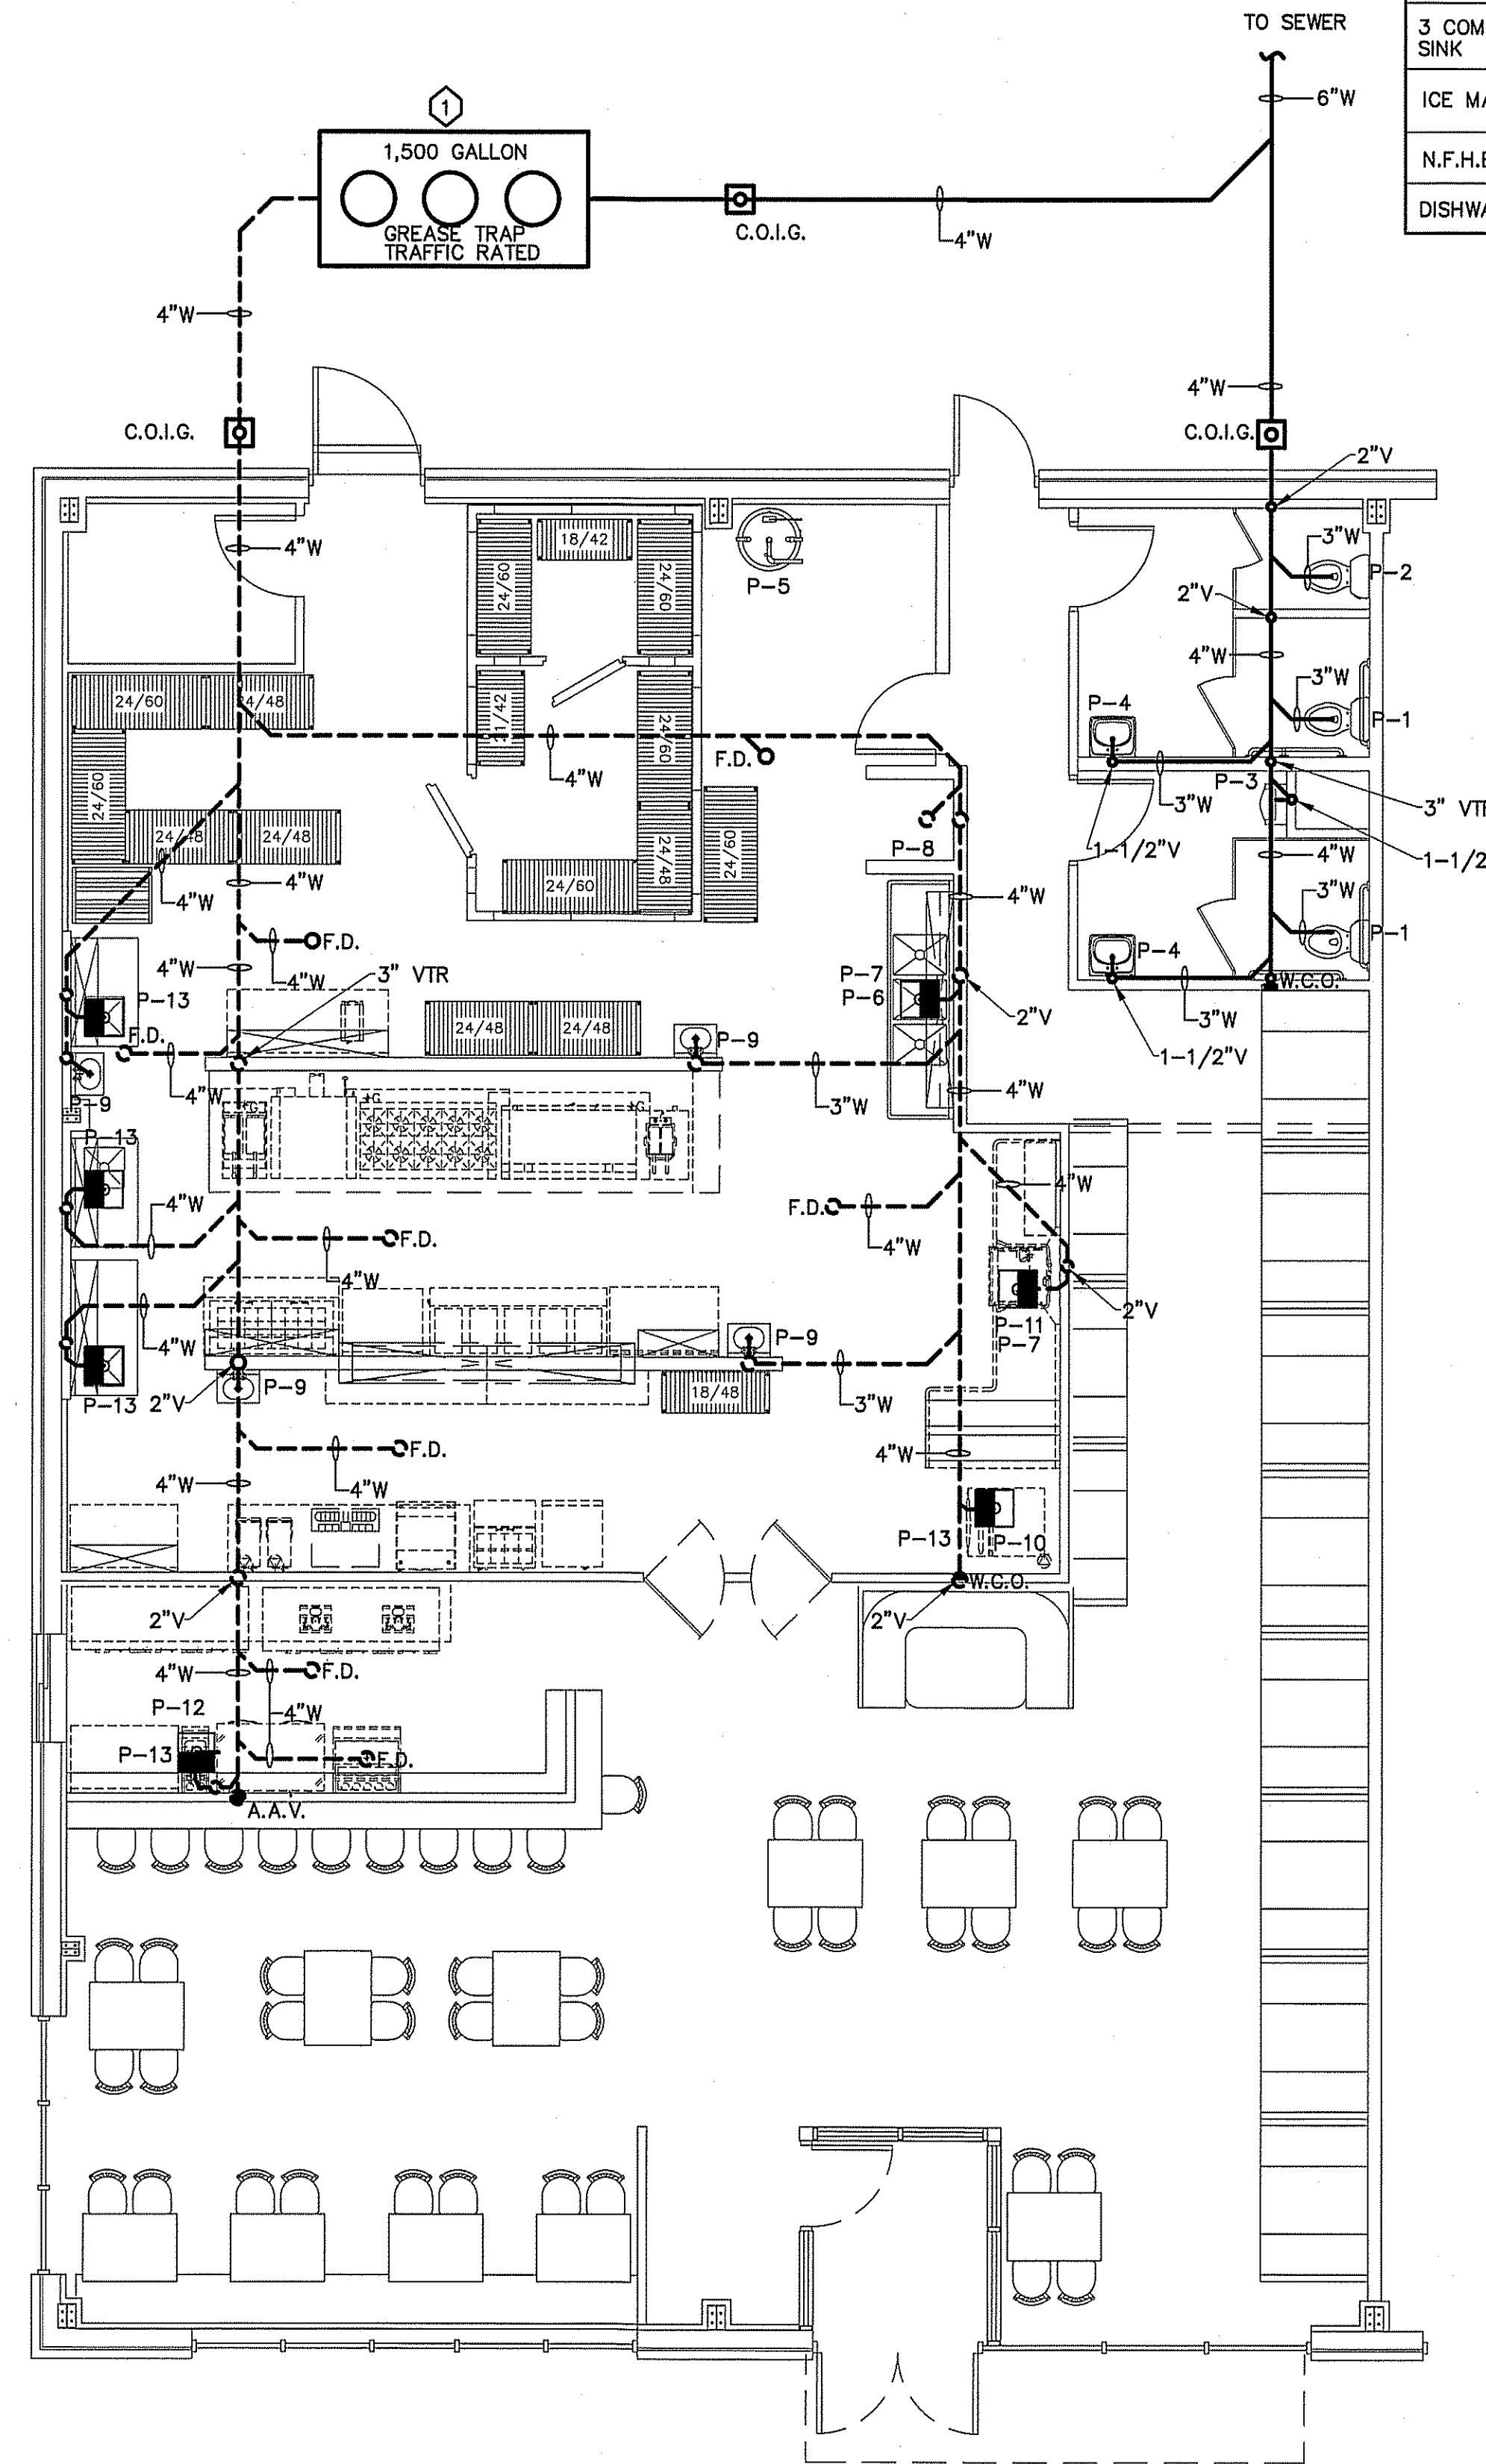 TO SEWER
3 COM
SINK
6"W
ICE MA
1
1,500 GALLON
GREASE TRAP
TRAFFIC RATED
N.F.H.E
DISHWA
C.O.I.G.
4"W
4"W
4"W
C.O.I.G.
C.O.I.G.
2"V
4"W
18/42
24/60
24/60
3"W
P-2
P-5
2"V
4"W
3"W
24/60
24/48
21/42
24/60
P-4
P-1
4"W
F.D.
P-3
24/60
3"W
3" VTR
24/48
24/48
24/48
24/60
P-8
1-1/2"V
4"W
1-1/2
4"W
4"W
24/60
4"W
3"W
F.D.
P-4
P-1
4"W
4"W
3" VTR
P-7
P-6
W.C.O.
P-13
24/48
24/48
P-9
2"V
3"W
F.D.
4"W
1-1/2"V
P-9
3"W
4"W
+G
+G
P-13
4"W
4"W
F.D.
F.D.
4"W
4"W
4"W
2"V
P-11
P-7
4"W
P-9
P-13
2"V
P-9
18/48
3"W
F.D.
4"W
4"W
4"W
P-13
P-10
W.C.O.
2"V
2"V
4"W
F.D.
P-12
4"W
P-13
F.D.
A.A.V.